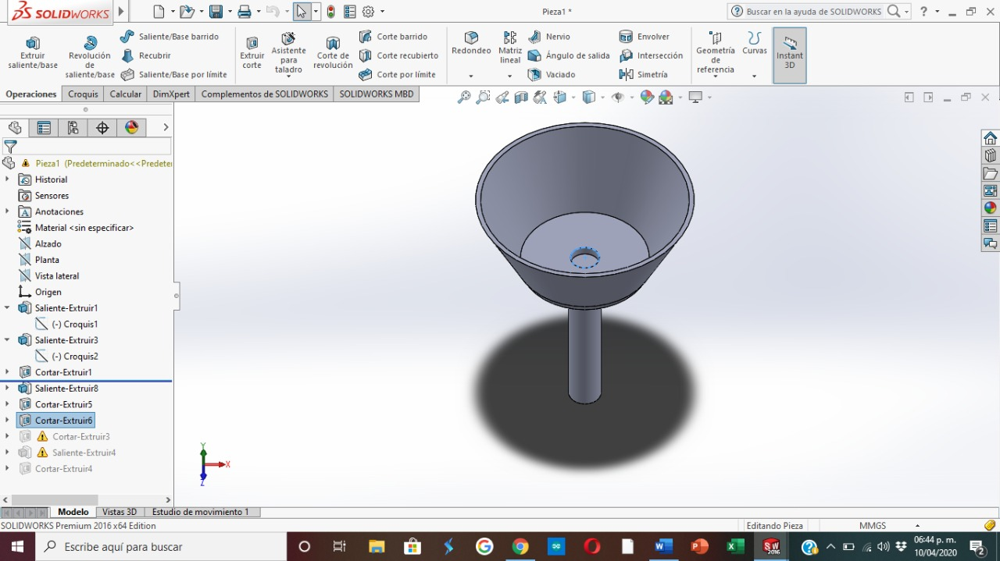 SOLIDWORKS
Pieza1 *
Buscar en la ayuda de SOLIDWORKS
?
Extruir saliente/base
Revolución de saliente/base
Saliente/Base barrido
Recubrir
Saliente/Base por límite
Extruir corte
Asistente para taladro
Corte de revolución
Corte barrido
Corte recubierto
Corte por límite
Redondeo
Matriz lineal
Nervio
Ángulo de salida
Vaciado
Envolver
Intersección
Simetría
Geometría de referencia
Curvas
Instant 3D
Operaciones
Croquis
Calcular
DimXpert
Complementos de SOLIDWORKS
SOLIDWORKS MBD
Pieza1 (Predeterminado<<Predeter
Historial
Sensores
Anotaciones
Material <sin especificar>
Alzado
Planta
Vista lateral
Origen
Saliente-Extruir1
(-) Croquis1
Saliente-Extruir3
(-) Croquis2
Cortar-Extruir1
Saliente-Extruir8
Cortar-Extruir5
Cortar-Extruir6
Cortar-Extruir3
Saliente-Extruir4
Cortar-Extruir4
Y
X
Z
Modelo
Vistas 3D
Estudio de movimiento 1
SOLIDWORKS Premium 2016 x64 Edition
Editando Pieza
MMGS
Escribe aquí para buscar
06:44 p. m.
10/04/2020
2